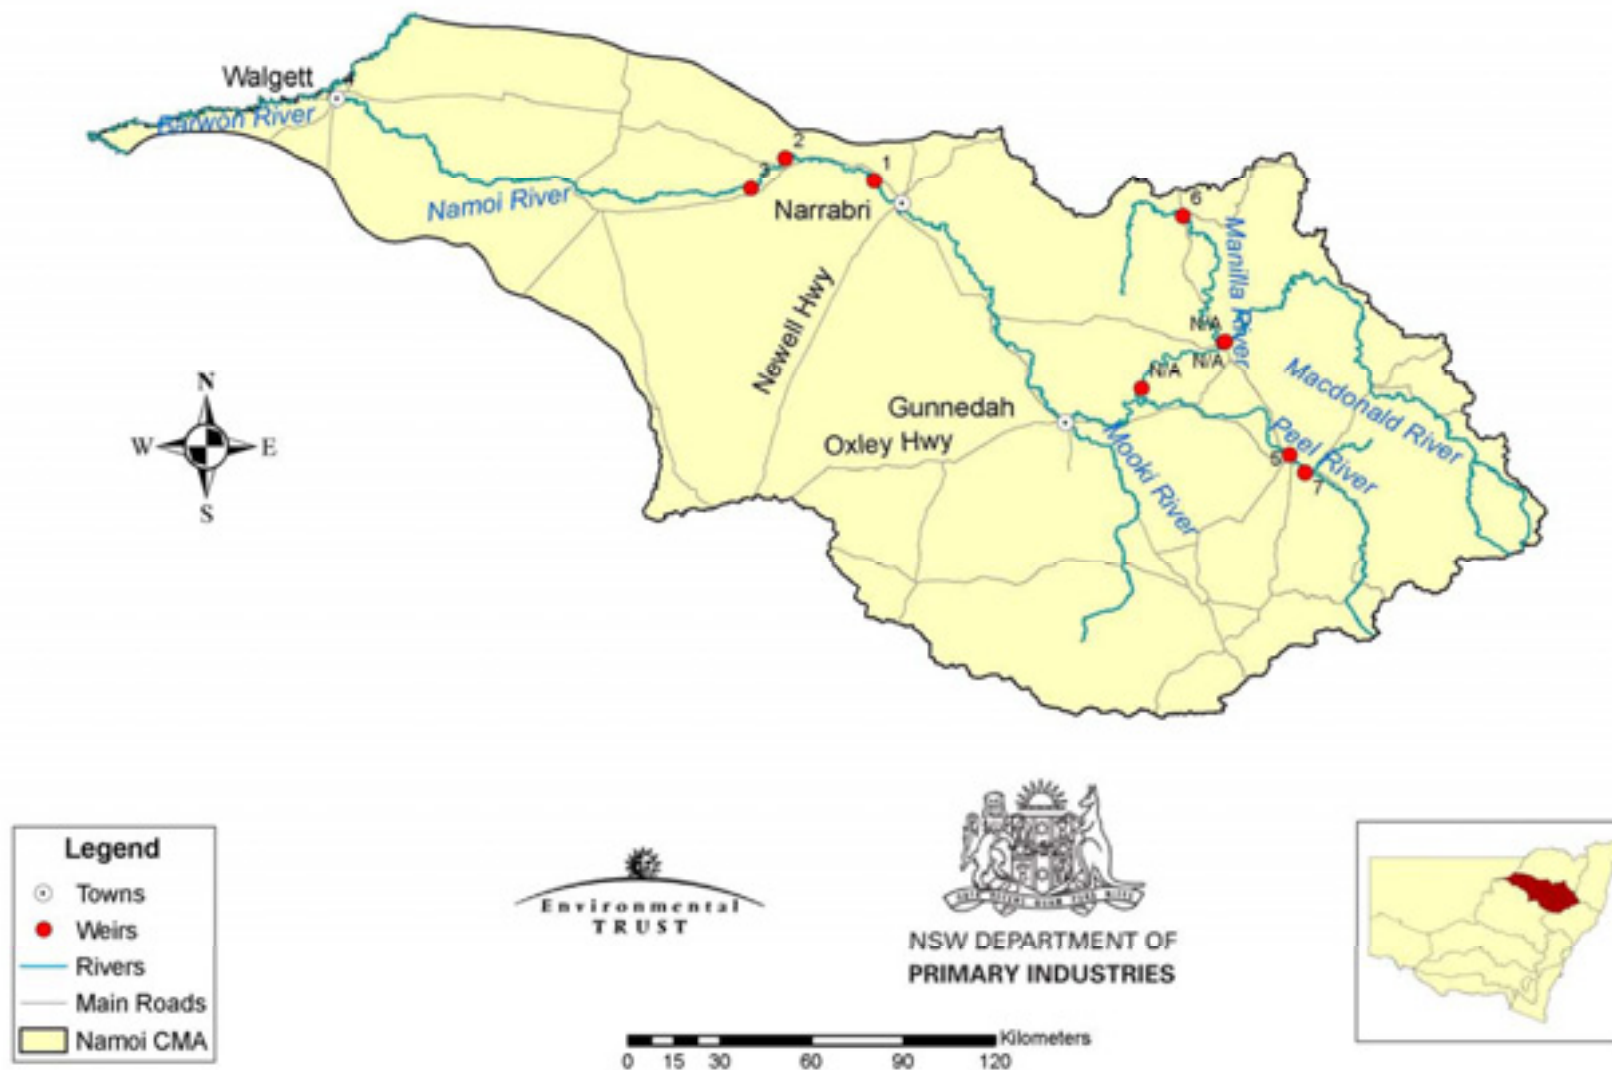 Walgett
4
Barwon River
2
3
1
Namoi River
Narrabri
6
Manilla River
Newell Hwy
N/A
N/A
N/A
Macdonald River
Gunnedah
Oxley Hwy
Mooki River
Peel River
5
7
N
W
E
S
Legend
Towns
Weirs
Rivers
Main Roads
Namoi CMA
Environmental
TRUST
NSW DEPARTMENT OF
PRIMARY INDUSTRIES
Kilometers
0 15 30 60 90 120